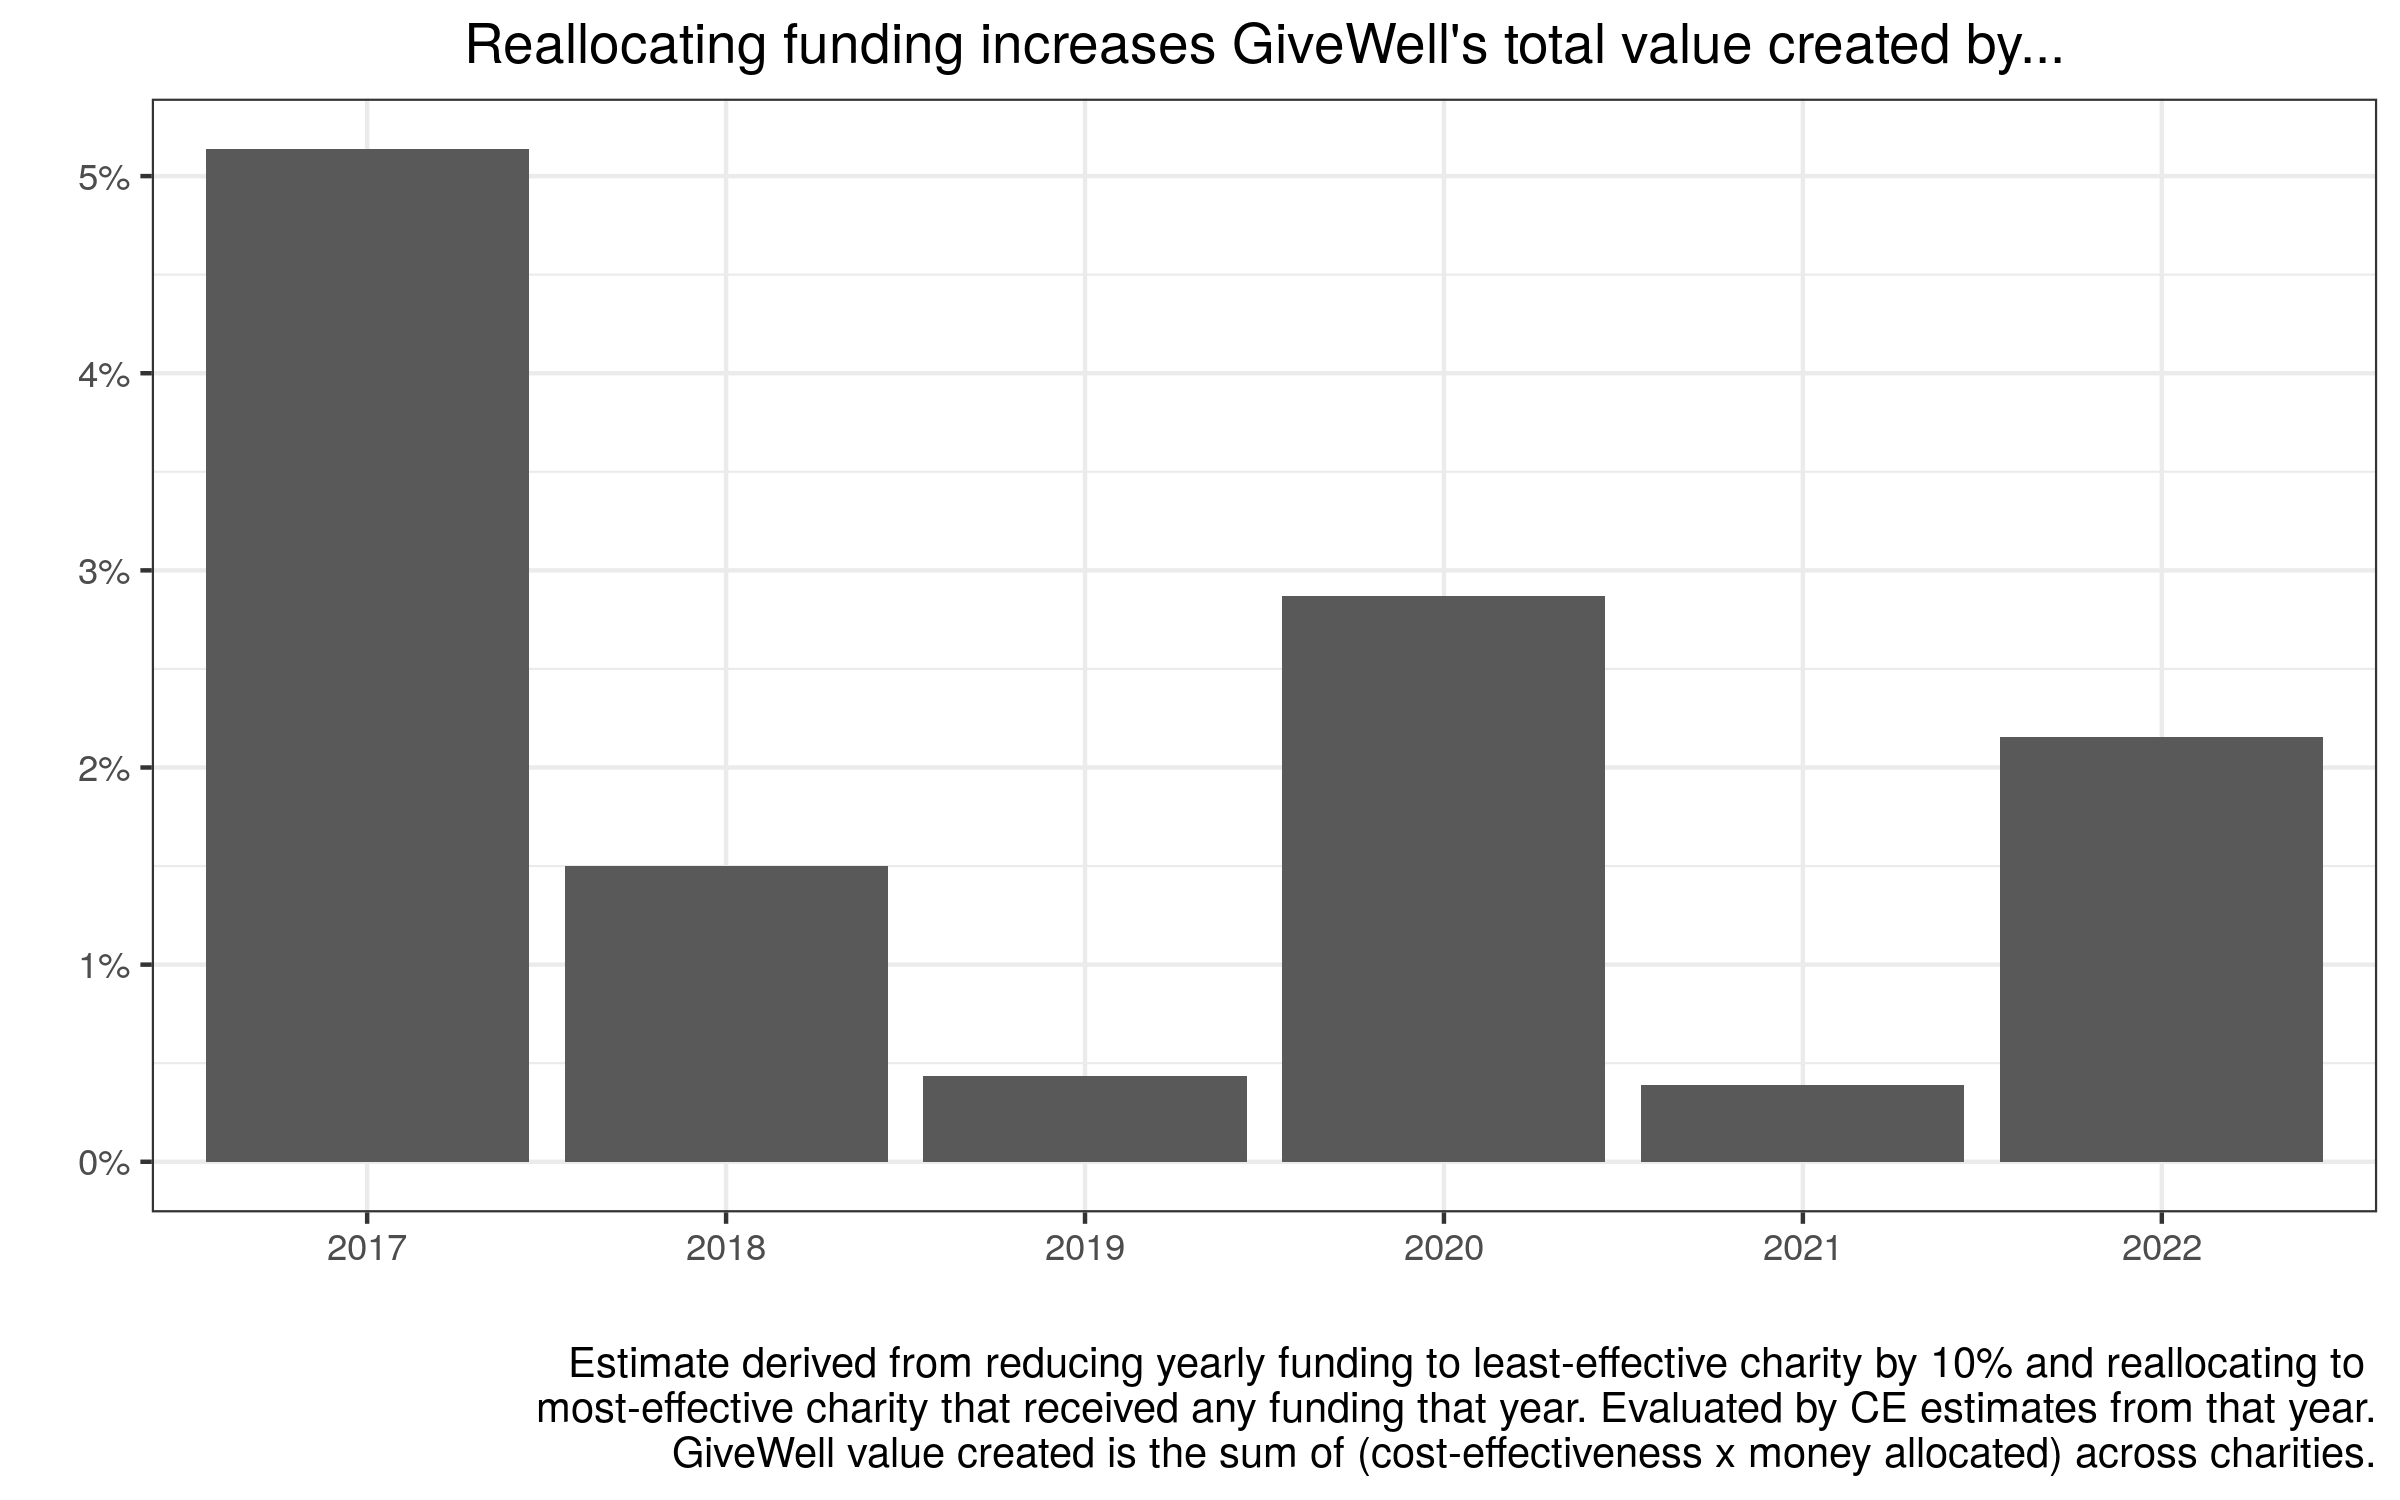 Reallocating funding increases GiveWell's total value created by...
5%
4%
3%
2%
1%
0%
2017 2018 2019 2020 2021 2022
Estimate derived from reducing yearly funding to least-effective charity by 10% and reallocating to
most-effective charity that received any funding that year. Evaluated by CE estimates from that year.
GiveWell value created is the sum of (cost-effectiveness x money allocated) across charities.